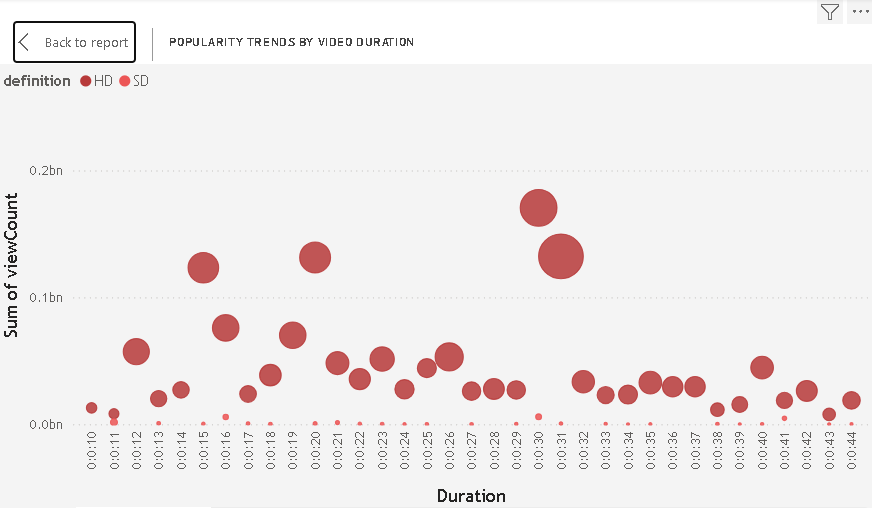 Back to report
POPULARITY TRENDS BY VIDEO DURATION
definition HD SD
Sum of viewCount
0.2bn
0.1bn
0.0bn
0:0:10 0:0:11 0:0:12 0:0:13 0:0:14 0:0:15 0:0:16 0:0:17 0:0:18 0:0:19 0:0:20 0:0:21 0:0:22 0:0:23 0:0:24 0:0:25 0:0:26 0:0:27 0:0:28 0:0:29 0:0:30 0:0:31 0:0:32 0:0:33 0:0:34 0:0:35 0:0:36 0:0:37 0:0:38 0:0:39 0:0:40 0:0:41 0:0:42 0:0:43 0:0:44
Duration